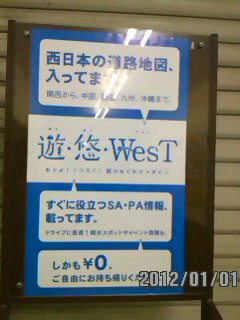 西日本の道路地図、
入ってます
関西から、中国、四国、九州、沖縄まで。
遊・悠・WesT
すぐに役立つSA・PA情報、
載ってます。
ドライブに最適!観光スポットやイベント情報も。
しかも¥0。
ご自由にお持ち帰りくだ
2012/01/01